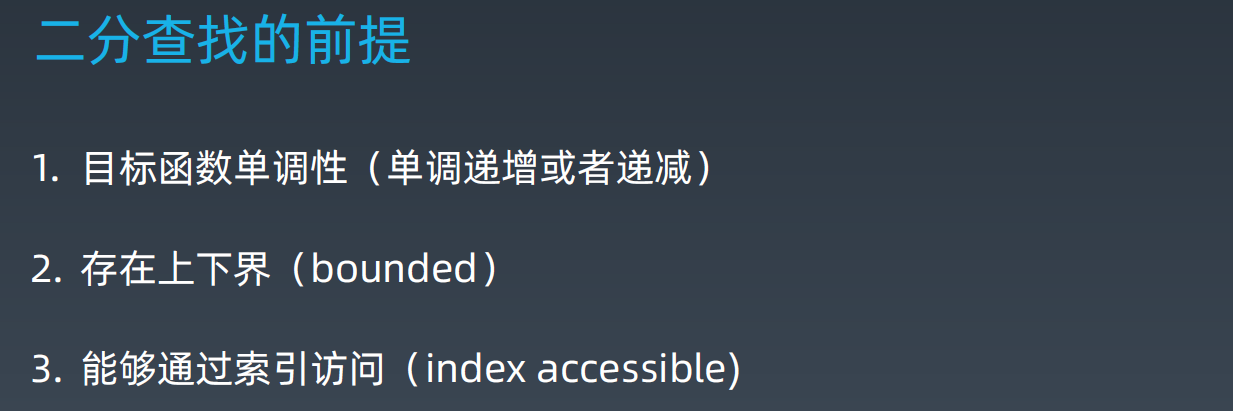 二分查找的前提
1. 目标函数单调性（单调递增或者递减）
2. 存在上下界（bounded）
3. 能够通过索引访问（index accessible)